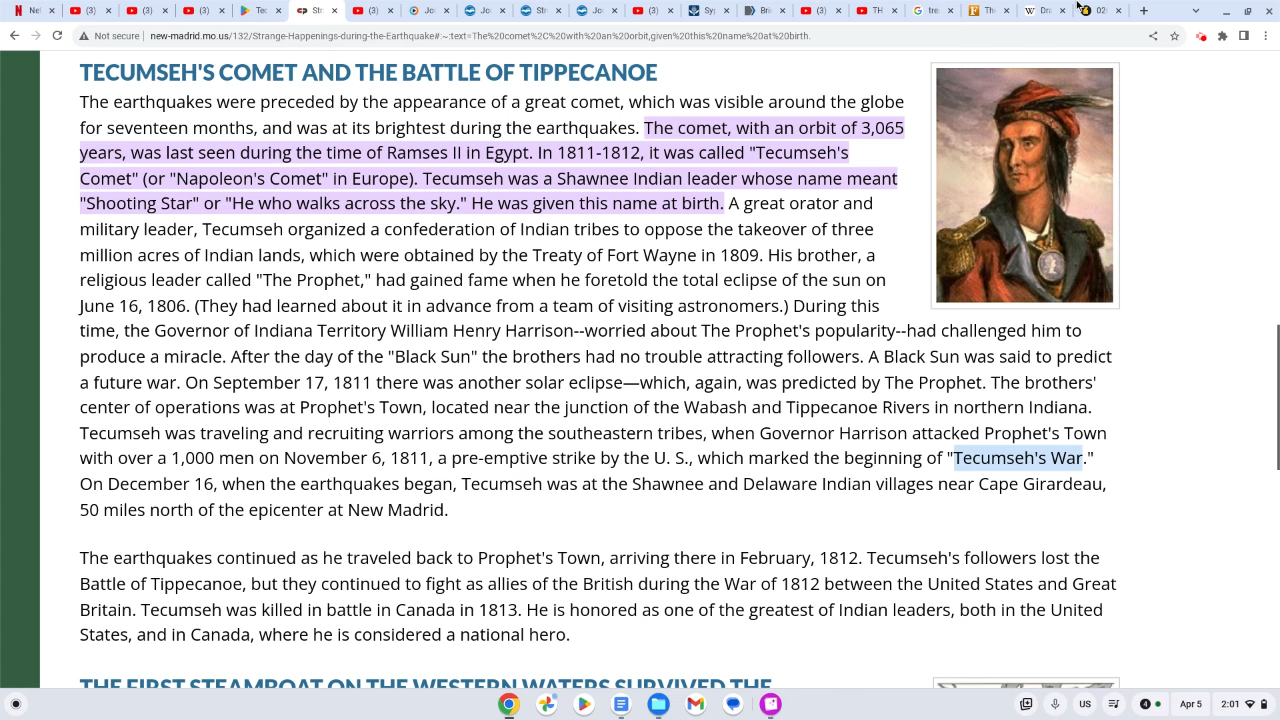 Net
(3)
(3)
(3)
Tec
Str
(3)
(3)
(3)
TH
Not secure
new-madrid.mo.us/132/Strange-Happenings-during-the-Earthquake#:~:text=The%20comet%2C%20with%20an%20orbit,given%20this%20name%20at%20birth.
TECUMSEH'S COMET AND THE BATTLE OF TIPPECANOE
The earthquakes were preceded by the appearance of a great comet, which was visible around the globe
for seventeen months, and was at its brightest during the earthquakes. The comet, with an orbit of 3,065
years, was last seen during the time of Ramses II in Egypt. In 1811-1812, it was called "Tecumseh's
Comet" (or "Napoleon's Comet" in Europe). Tecumseh was a Shawnee Indian leader whose name meant
"Shooting Star" or "He who walks across the sky." He was given this name at birth. A great orator and
military leader, Tecumseh organized a confederation of Indian tribes to oppose the takeover of three
million acres of Indian lands, which were obtained by the Treaty of Fort Wayne in 1809. His brother, a
religious leader called "The Prophet," had gained fame when he foretold the total eclipse of the sun on
June 16, 1806. (They had learned about it in advance from a team of visiting astronomers.) During this
time, the Governor of Indiana Territory William Henry Harrison--worried about The Prophet's popularity--had challenged him to
produce a miracle. After the day of the "Black Sun" the brothers had no trouble attracting followers. A Black Sun was said to predict
a future war. On September 17, 1811 there was another solar eclipse—which, again, was predicted by The Prophet. The brothers'
center of operations was at Prophet's Town, located near the junction of the Wabash and Tippecanoe Rivers in northern Indiana.
Tecumseh was traveling and recruiting warriors among the southeastern tribes, when Governor Harrison attacked Prophet's Town
with over a 1,000 men on November 6, 1811, a pre-emptive strike by the U. S., which marked the beginning of "Tecumseh's War."
On December 16, when the earthquakes began, Tecumseh was at the Shawnee and Delaware Indian villages near Cape Girardeau,
50 miles north of the epicenter at New Madrid.
The earthquakes continued as he traveled back to Prophet's Town, arriving there in February, 1812. Tecumseh's followers lost the
Battle of Tippecanoe, but they continued to fight as allies of the British during the War of 1812 between the United States and Great
Britain. Tecumseh was killed in battle in Canada in 1813. He is honored as one of the greatest of Indian leaders, both in the United
States, and in Canada, where he is considered a national hero.
THE FIRST STEAMBOAT ON THE WESTERN WATERS SURVIVED THE
US
4
Apr 5
2:01